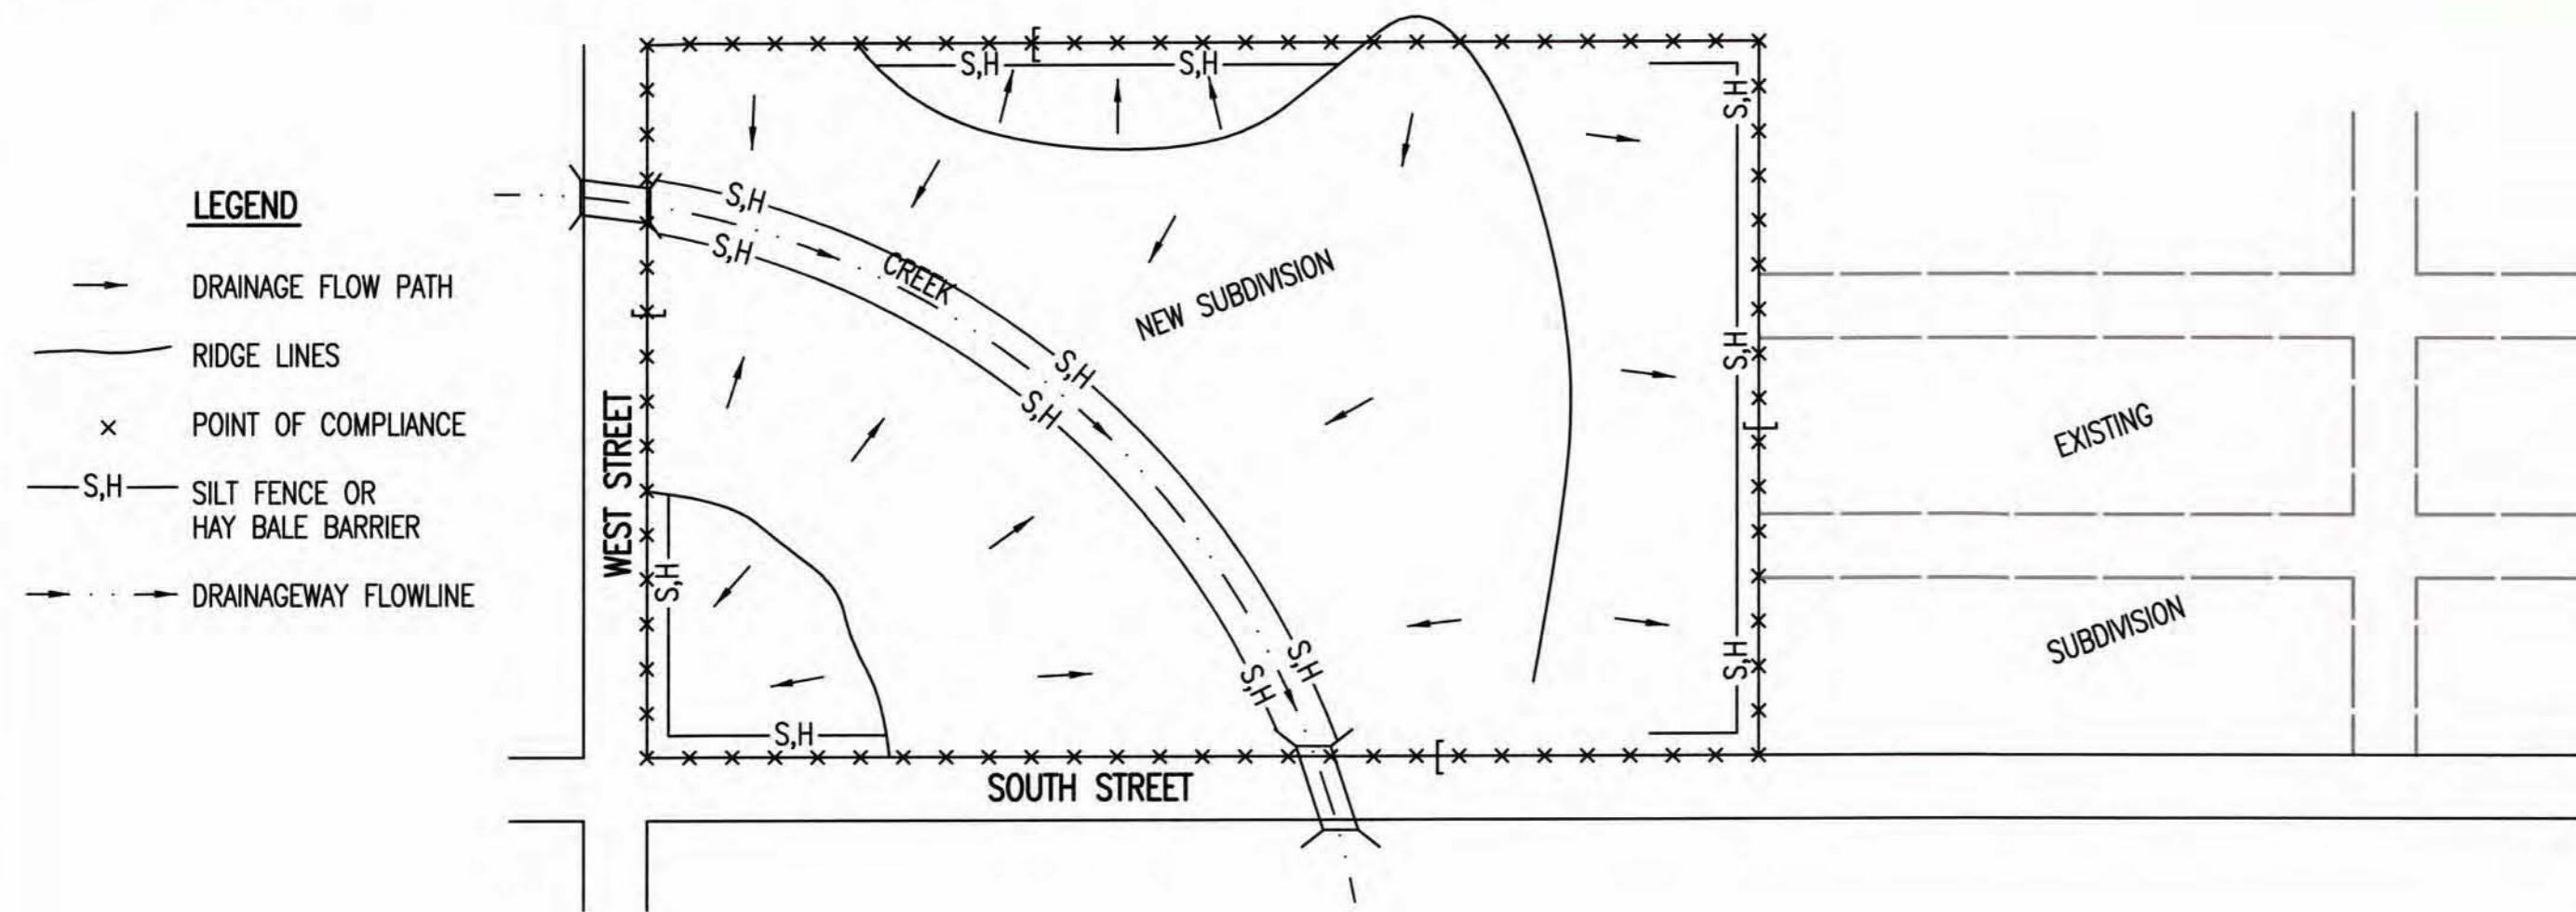 LEGEND
DRAINAGE FLOW PATH
RIDGE LINES
POINT OF COMPLIANCE
S,H
SILT FENCE OR
HAY BALE BARRIER
DRAINAGEWAY FLOWLINE
S,H
S,H
S,H
S,H
S,H
CREEK
NEW SUBDIVISION
S,H
S,H
S,H
WEST STREET
EXISTING
S,H
SUBDIVISION
S,H
S,H
S,H
S,H
SOUTH STREET